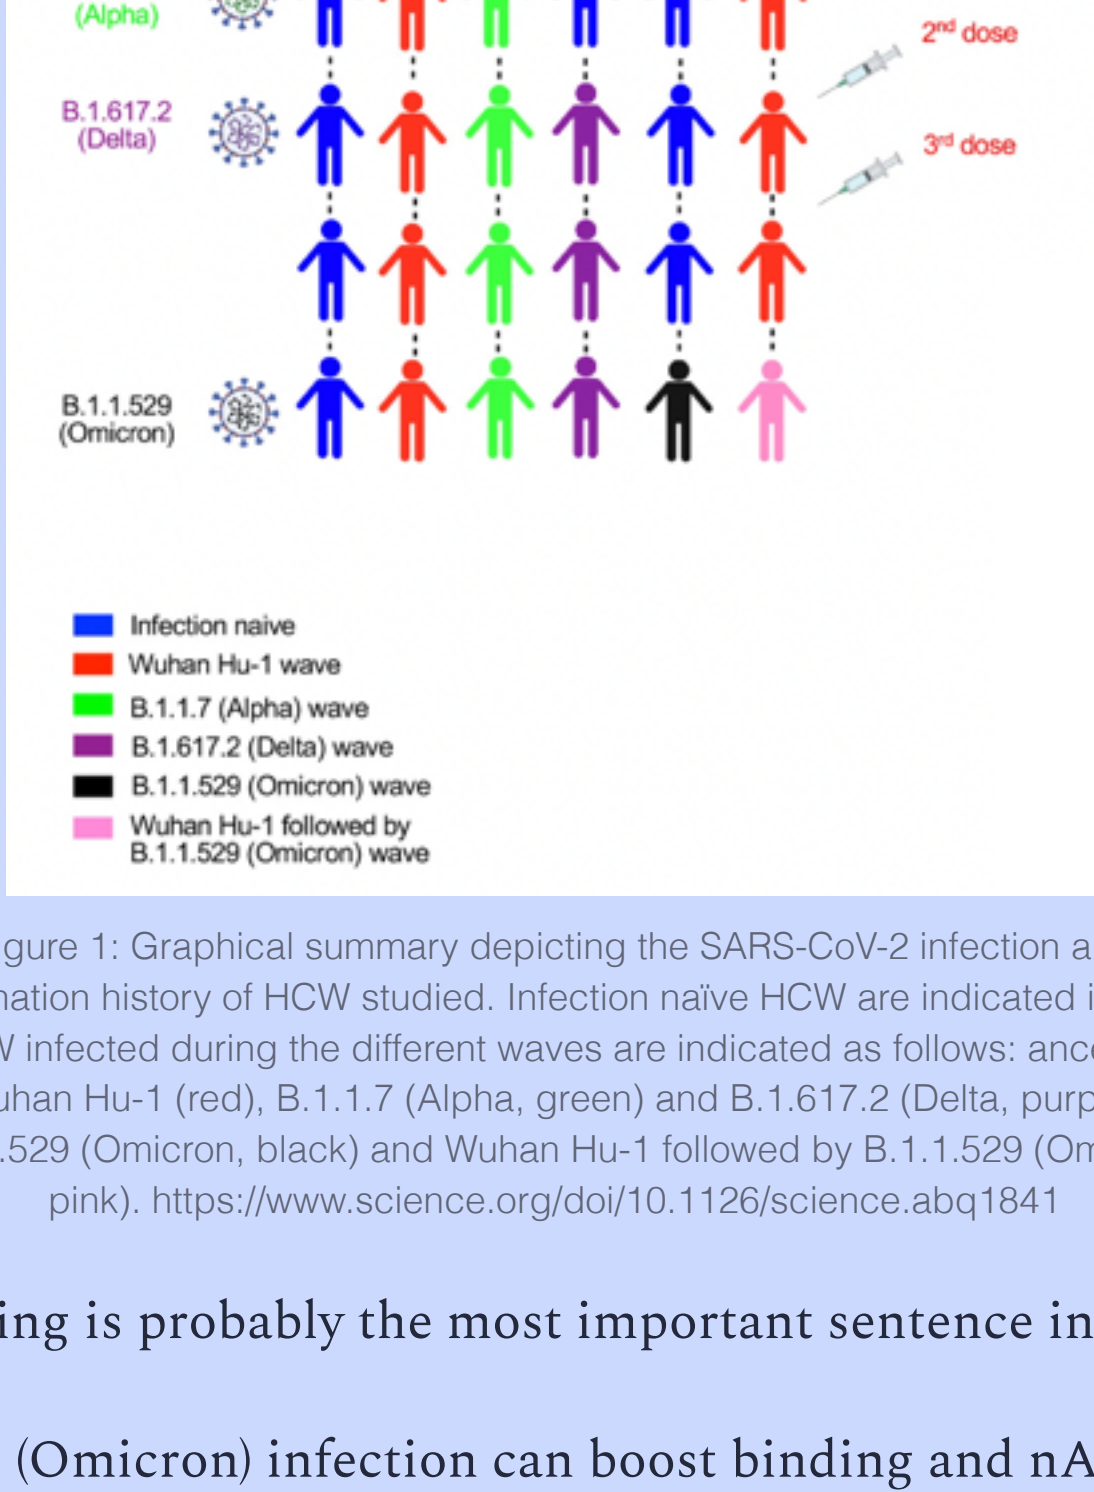 (Alpha)
2nd dose
B.1.617.2
(Delta)
3rd dose
B.1.1.529
(Omicron)
Infection naive
Wuhan Hu-1 wave
B.1.1.7 (Alpha) wave
B.1.617.2 (Delta) wave
B.1.1.529 (Omicron) wave
Wuhan Hu-1 followed by
B.1.1.529 (Omicron) wave
gure 1: Graphical summary depicting the SARS-CoV-2 infection a
nation history of HCW studied. Infection naïve HCW are indicated i
W infected during the different waves are indicated as follows: ance
uhan Hu-1 (red), B.1.1.7 (Alpha, green) and B.1.617.2 (Delta, purp
.529 (Omicron, black) and Wuhan Hu-1 followed by B.1.1.529 (Om
pink). https://www.science.org/doi/10.1126/science.abq1841
ing is probably the most important sentence in
(Omicron) infection can boost binding and nA